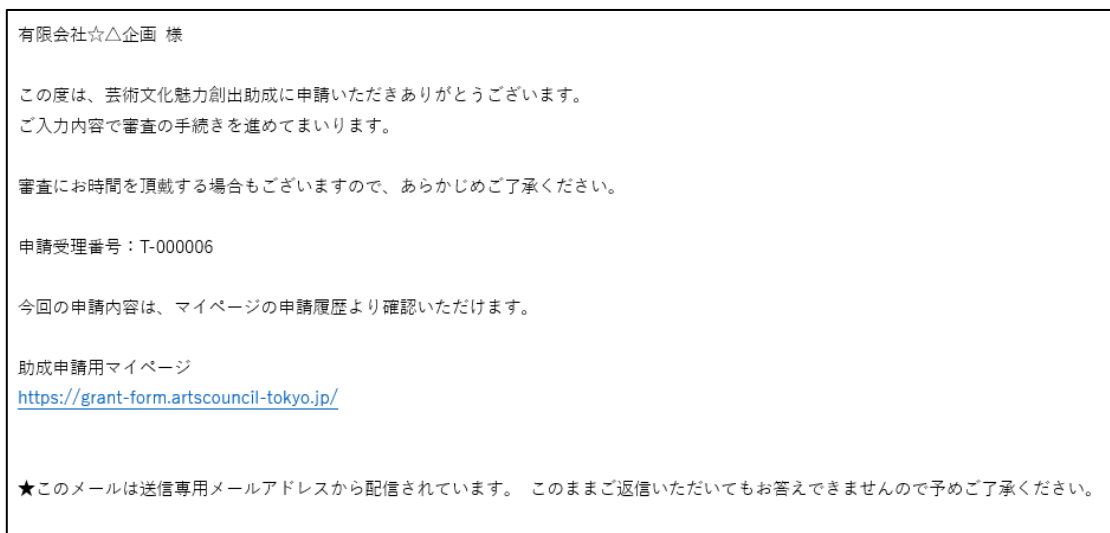 有限会社☆△企画 様
この度は、芸術文化魅力創出助成に申請いただきありがとうございます。
ご入力内容で審査の手続きを進めてまいります。
審査にお時間を頂戴する場合もございますので、あらかじめご了承ください。
申請受理番号：T-000006
今回の申請内容は、マイページの申請履歴より確認いただけます。
助成申請用マイページ
https://grant-form.artscouncil-tokyo.jp/
★このメールは送信専用メールアドレスから配信されています。 このままご返信いただいてもお答えできませんので予めご了承ください。